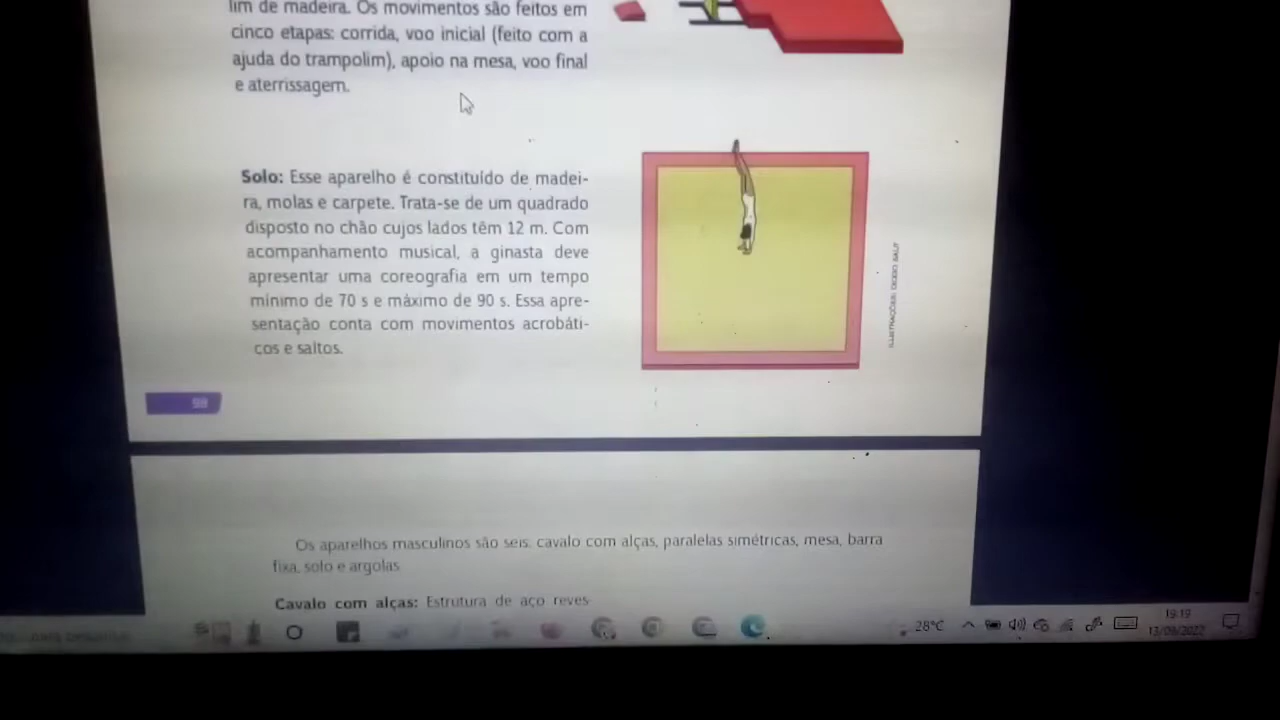 lim de madeira. Os movimentos são feitos em
cinco etapas: corrida, voo inicial (feito com a
ajuda do trampolim), apoio na mesa, voo final
e aterrissagem.
Solo: Esse aparelho é constituído de madei-
ra, molas e carpete. Trata-se de um quadrado
disposto no chão cujos lados têm 12 m. Com
acompanhamento musical, a ginasta deve
apresentar uma coreografia em um tempo
mínimo de 70 s e máximo de 90 s. Essa apre-
sentação conta com movimentos acrobáti-
cos e saltos.
98
Os aparelhos masculinos são seis: cavalo com alças, paralelas simétricas, mesa, barra
fixa, solo e argolas
Cavalo com alças: Estrutura de aço reves-
28°C
19:19